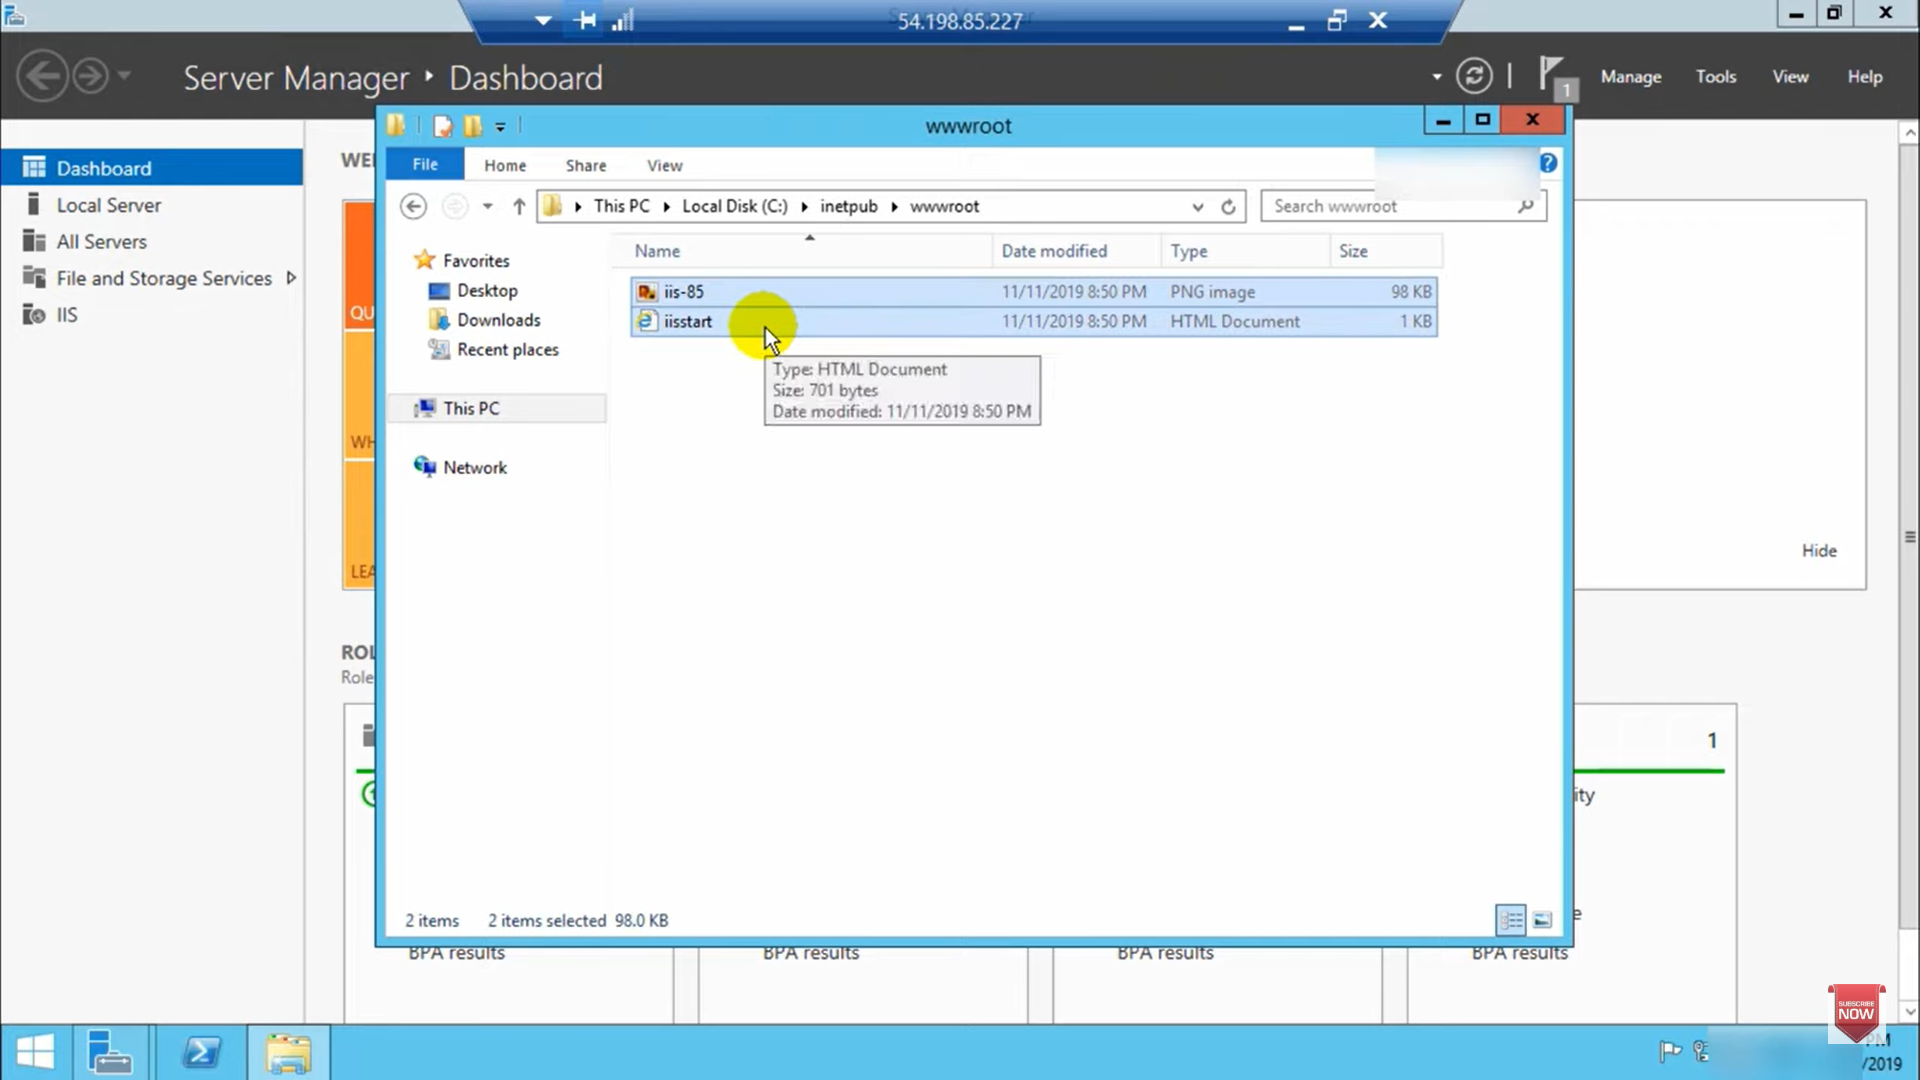 54.198.85.227
Server Manager ‣ Dashboard
1
Manage
Tools
View
Help
wwwroot
File
Home
Share
View
This PC
Local Disk (C:)
inetpub
wwwroot
Search wwwroot
Dashboard
Local Server
All Servers
File and Storage Services
IIS
WE
QU
WH
LEA
Hide
Favorites
Desktop
Downloads
Recent places
This PC
Network
Name
Date modified
Type
Size
iis-85
11/11/2019 8:50 PM
PNG image
98 KB
iisstart
11/11/2019 8:50 PM
HTML Document
1 KB
Type: HTML Document
Size: 701 bytes
Date modified: 11/11/2019 8:50 PM
ROL
Role
1
ity
e
2 items
2 items selected 98.0 KB
BPA results
BPA results
BPA results
BPA results
SUBSCRIBE
NOW
PM
/2019